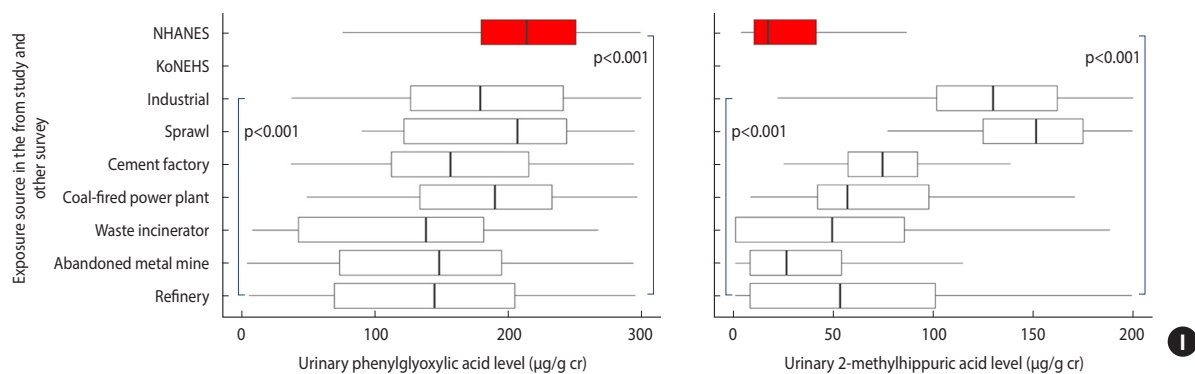 Exposure source in the from study and
other survey
NHANES
KoNEHS
Industrial
Sprawl
Cement factory
Coal-fired power plant
Waste incinerator
Abandoned metal mine
Refinery
p<0.001
p<0.001
0 100 200 300
Urinary phenylglyoxylic acid level (μg/g cr)
p<0.001
p<0.001
0 50 100 150 200
Urinary 2-methylhippuric acid level (μg/g cr)
I